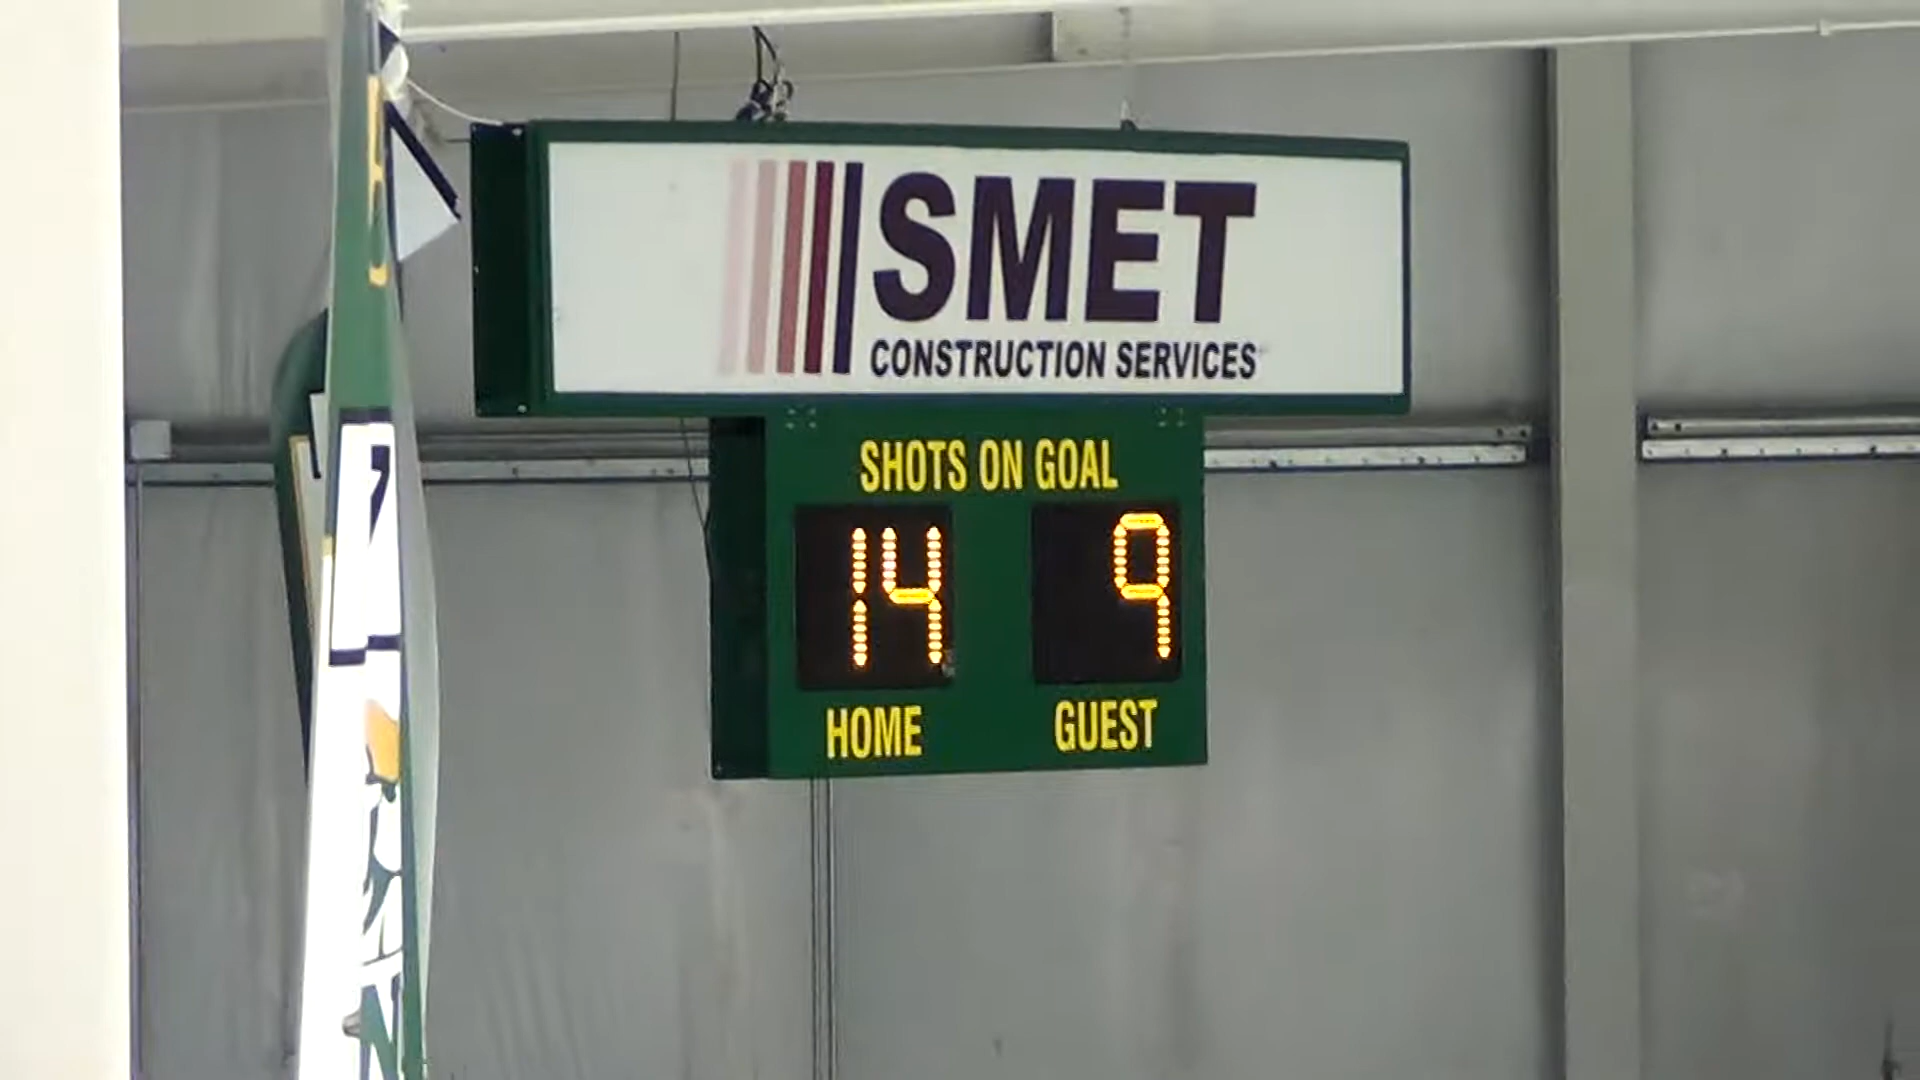 SMET
CONSTRUCTION SERVICES
SHOTS ON GOAL
14 9
HOME GUEST